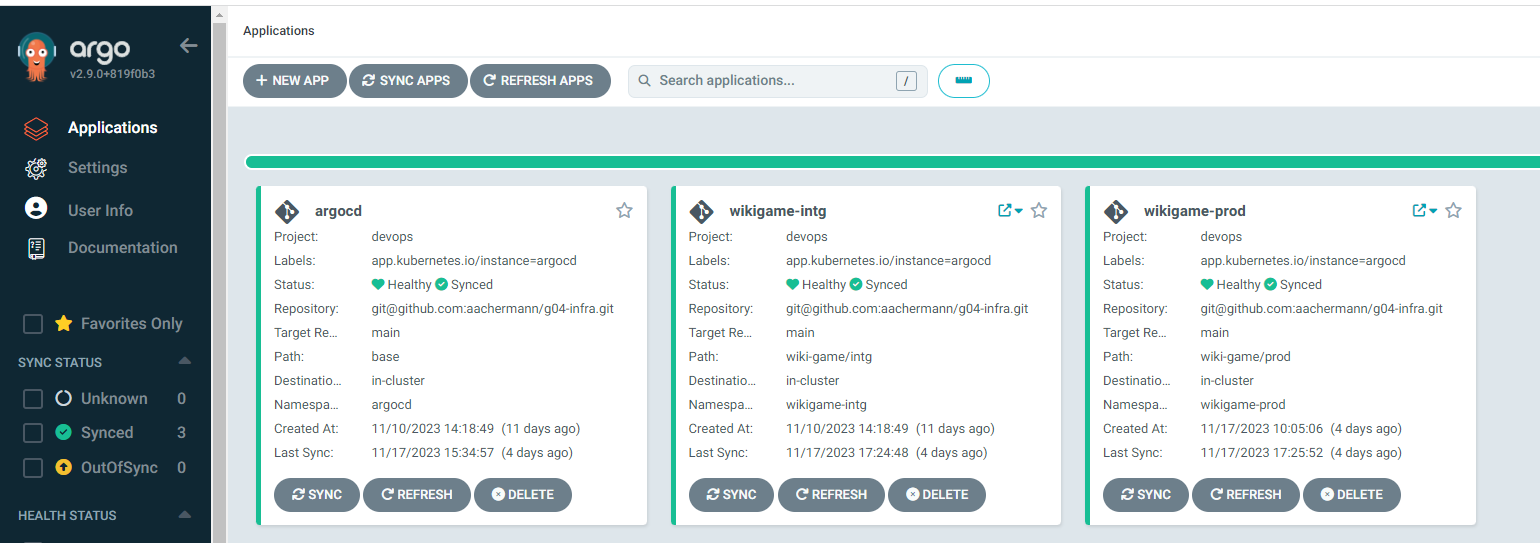 argo
v2.9.0+819f0b3
Applications
Settings
User Info
Documentation
Favorites Only
SYNC STATUS
Unknown 0
Synced 3
OutOfSync 0
HEALTH STATUS
Applications
NEW APP SYNC APPS REFRESH APPS Search applications... /
argocd
Project: devops
Labels: app.kubernetes.io/instance=argocd
Status: Healthy Synced
Repository: git@github.com:aachermann/g04-infra.git
Target Re... main
Path: base
Destinatio... in-cluster
Namespa... argocd
Created At: 11/10/2023 14:18:49 (11 days ago)
Last Sync: 11/17/2023 15:34:57 (4 days ago)
SYNC REFRESH DELETE
wikigame-intg
Project: devops
Labels: app.kubernetes.io/instance=argocd
Status: Healthy Synced
Repository: git@github.com:aachermann/g04-infra.git
Target Re... main
Path: wiki-game/intg
Destinatio... in-cluster
Namespa... wikigame-intg
Created At: 11/10/2023 14:18:49 (11 days ago)
Last Sync: 11/17/2023 17:24:48 (4 days ago)
SYNC REFRESH DELETE
wikigame-prod
Project: devops
Labels: app.kubernetes.io/instance=argocd
Status: Healthy Synced
Repository: git@github.com:aachermann/g04-infra.git
Target Re... main
Path: wiki-game/prod
Destinatio... in-cluster
Namespa... wikigame-prod
Created At: 11/17/2023 10:05:06 (4 days ago)
Last Sync: 11/17/2023 17:25:52 (4 days ago)
SYNC REFRESH DELETE